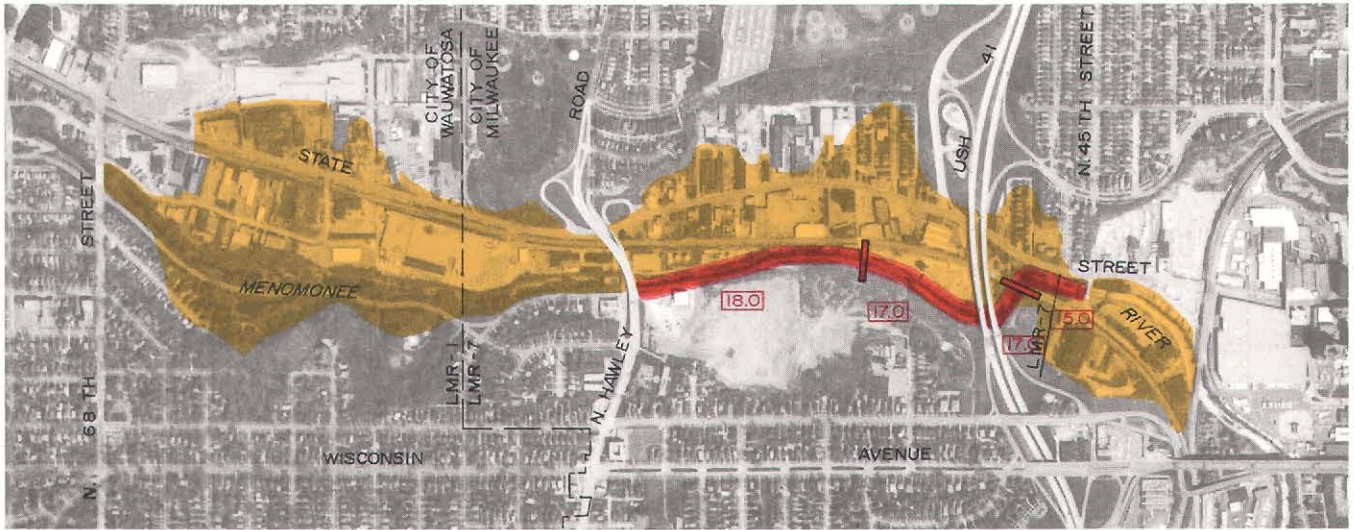 CITY OF
WAUWATOSA
CITY OF
MILWAUKEE
ROAD
USH
41
N. 45TH STREET
STATE
STREET
N. 68TH
STREET
MENOMONEE
RIVER
18.0
17.0
17.0
15.0
LMR-7
LMR-1
LMR-7
N. HAWLEY
WISCONSIN
AVENUE